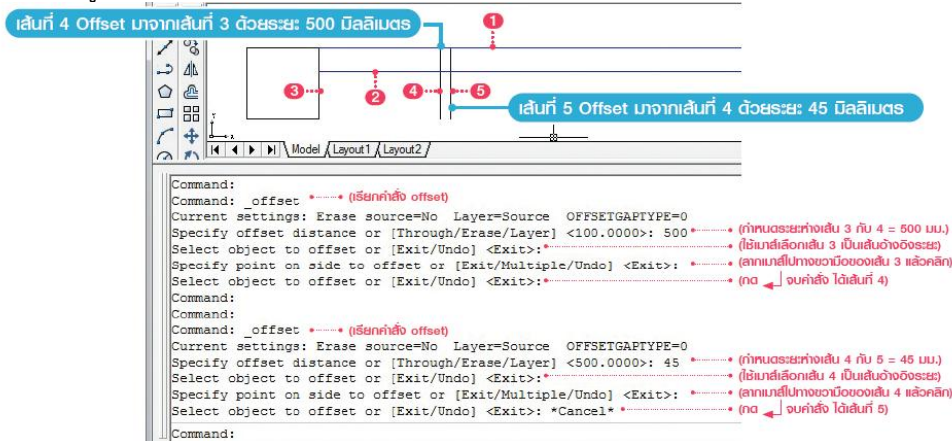 เส้นที่ 4 Offset มาจากเส้นที่ 3 ด้วยระยะ 500 มิลลิเมตร
1
3
2
4
5
เส้นที่ 5 Offset มาจากเส้นที่ 4 ด้วยระยะ 45 มิลลิเมตร
Y
X
Model Layout1 Layout2
Command:
Command: _offset (เรียกคำสั่ง offset)
Current settings: Erase source=No Layer=Source OFFSETGAPTYPE=0
Specify offset distance or [Through/Erase/Layer] <100.0000>: 500 (กำหนดระยะห่างเส้น 3 กับ 4 = 500 มม.)
Select object to offset or [Exit/Undo] <Exit>: (ใช้เมาส์เลือกเส้น 3 เป็นเส้นอ้างอิงระยะ)
Specify point on side to offset or [Exit/Multiple/Undo] <Exit>: (ลากเมาส์ไปทางขวามือของเส้น 3 แล้วคลิก)
Select object to offset or [Exit/Undo] <Exit>: (กด จบคำสั่ง ได้เส้นที่ 4)
Command:
Command:
Command: _offset (เรียกคำสั่ง offset)
Current settings: Erase source=No Layer=Source OFFSETGAPTYPE=0
Specify offset distance or [Through/Erase/Layer] <500.0000>: 45 (กำหนดระยะห่างเส้น 4 กับ 5 = 45 มม.)
Select object to offset or [Exit/Undo] <Exit>: (ใช้เมาส์เลือกเส้น 4 เป็นเส้นอ้างอิงระยะ)
Specify point on side to offset or [Exit/Multiple/Undo] <Exit>: (ลากเมาส์ไปทางขวามือของเส้น 4 แล้วคลิก)
Select object to offset or [Exit/Undo] <Exit>: *Cancel* (กด จบคำสั่ง ได้เส้นที่ 5)
Command: